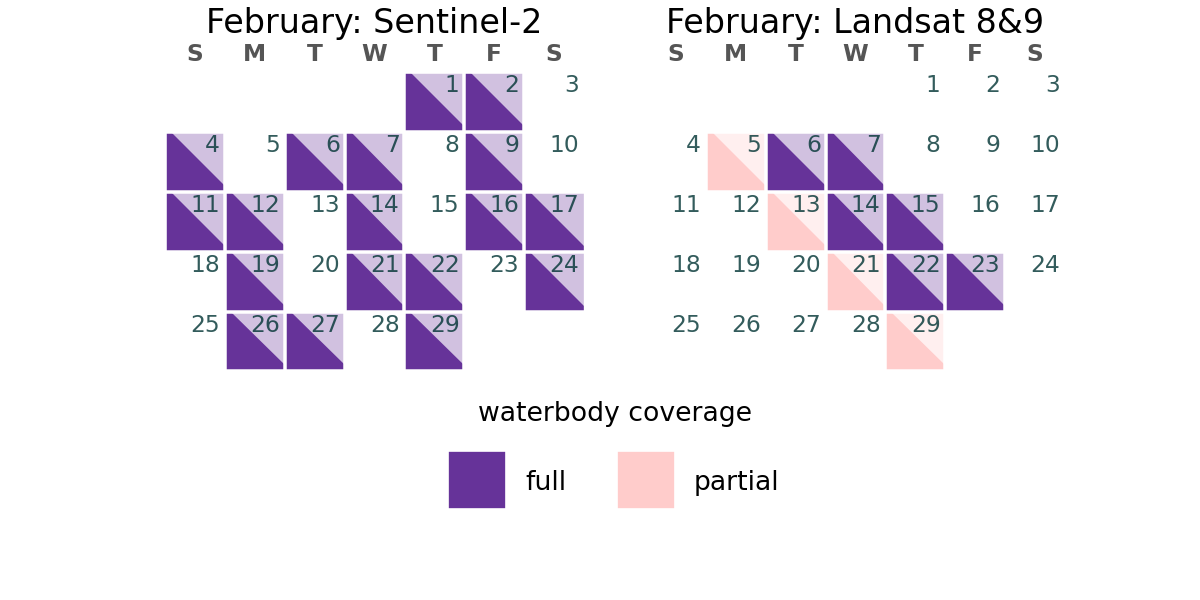 February: Sentinel-2
S M T W T F S
1 2 3
4 5 6 7 8 9 10
11 12 13 14 15 16 17
18 19 20 21 22 23 24
25 26 27 28 29
February: Landsat 8&9
S M T W T F S
1 2 3
4 5 6 7 8 9 10
11 12 13 14 15 16 17
18 19 20 21 22 23 24
25 26 27 28 29
waterbody coverage
full
partial